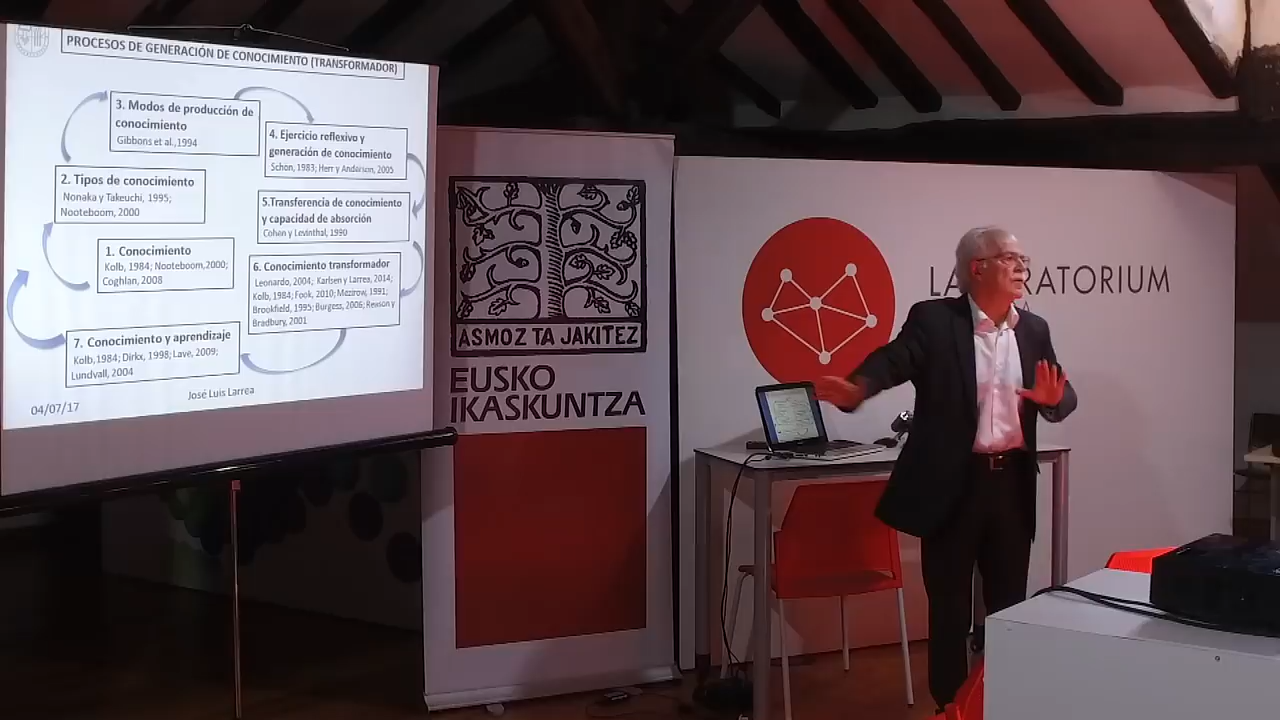 PROCESOS DE GENERACIÓN DE CONOCIMIENTO (TRANSFORMADOR)
3. Modos de producción de
conocimiento
Gibbons et al.,1994
4. Ejercicio reflexivo y
generación de conocimiento
Schon, 1983; Herr y Anderson, 2005
2. Tipos de conocimiento
Nonaka y Takeuchi, 1995;
Nooteboom, 2000
5.Transferencia de conocimiento
y capacidad de absorción
Cohen y Levinthal, 1990
1. Conocimiento
Kolb, 1984; Nooteboom,2000;
Coghlan, 2008
6. Conocimiento transformador
Leonardo, 2004; Karlsen y Larrea, 2014;
Kolb, 1984; Fook, 2010; Mezirow, 1991;
Brookfield, 1995; Burgess, 2006; Reason y
Bradbury, 2001
7. Conocimiento y aprendizaje
Kolb,1984; Dirkx, 1998; Lave, 2009;
Lundvall, 2004
José Luis Larrea
04/07/17
ASMOZ TA JAKITEZ
EUSKO
IKASKUNTZA
LA RATORIUM